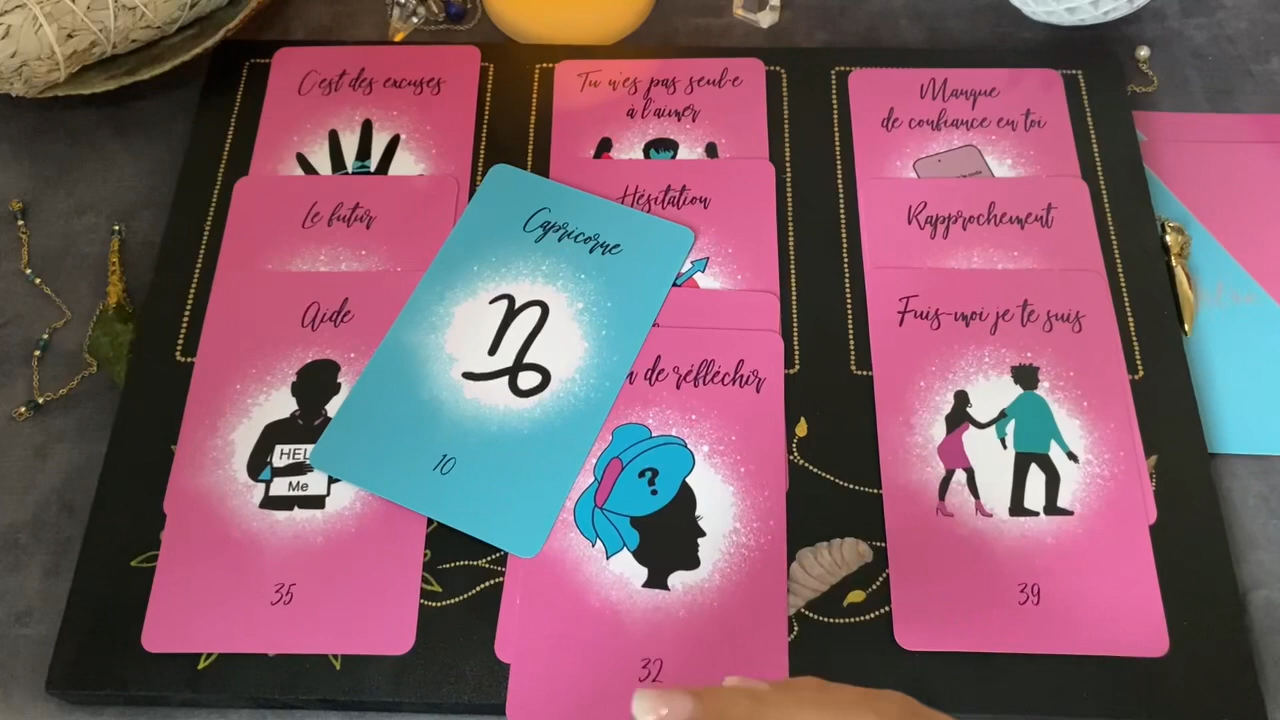 C'est des excuses
Le futur
Aide
HEL
Me
35
Capricorne
10
Tu n'es pas seul·e
à l'aimer
Hésitation
de réfléchir
?
32
Manque
de confiance en toi
Rapprochement
Fuis-moi je te suis
39